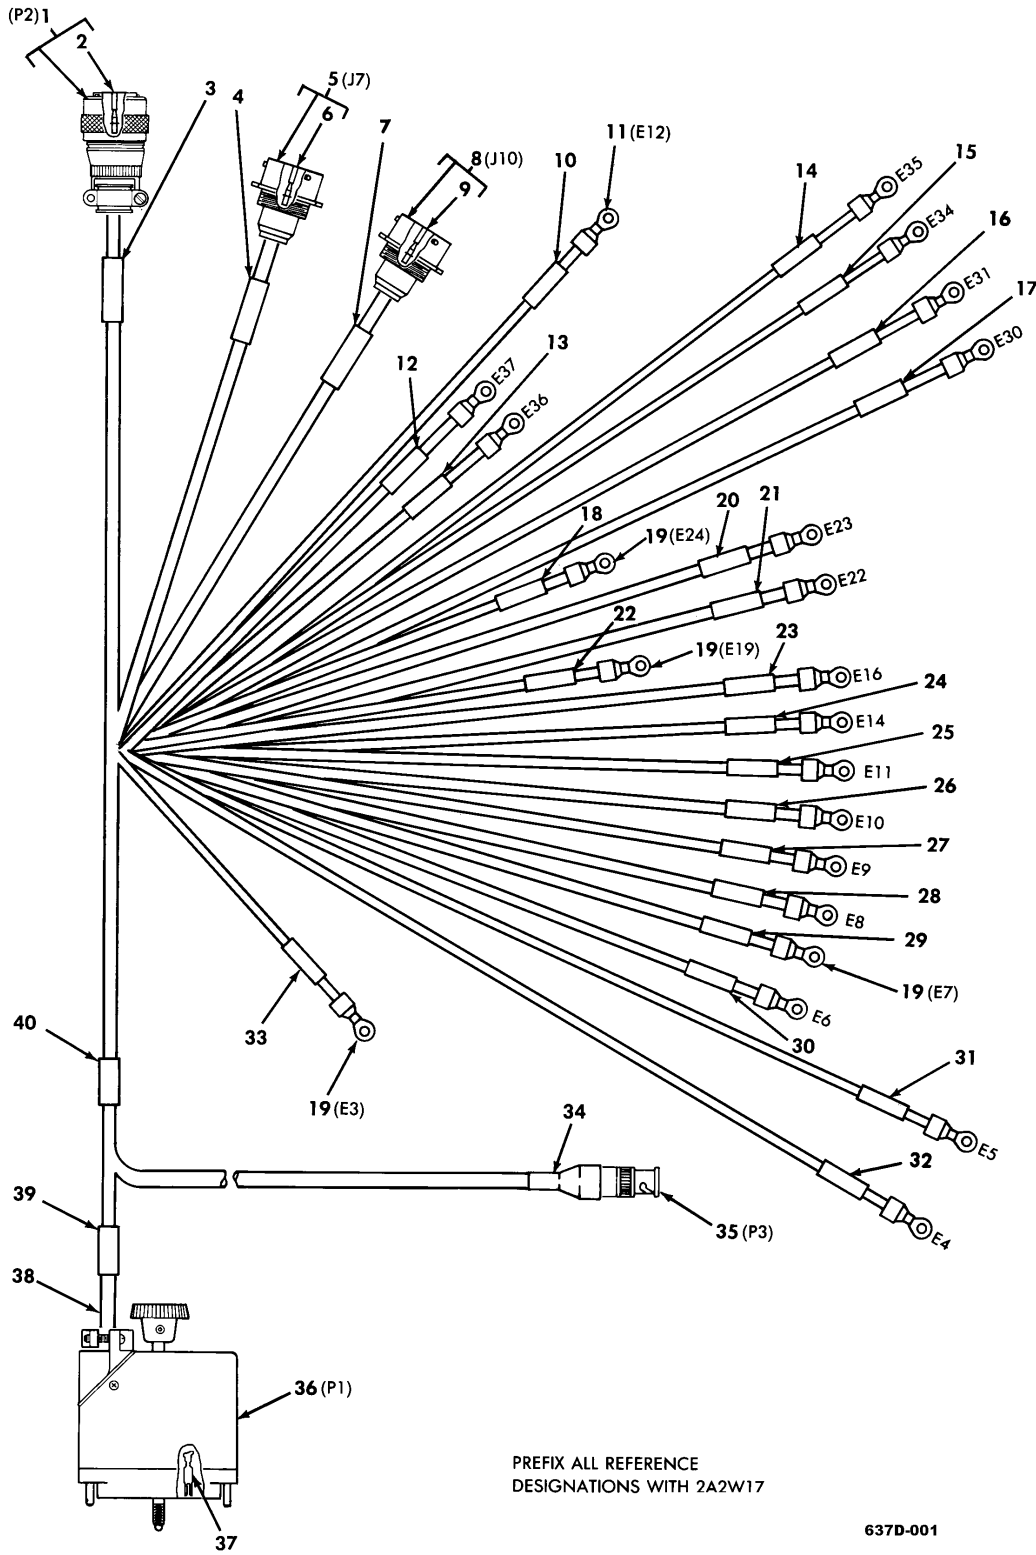 (P2) 1
2
3
4
5 (J7)
6
7
8 (J10)
9
10
11 (E12)
12
13
14
15
16
17
E35
E34
E31
E30
E37
E36
18
19 (E24)
20
21
E23
E22
22
19 (E19)
23
E16
24
E14
25
E11
26
E10
27
E9
28
E8
29
19 (E7)
30
E6
31
E5
32
E4
33
19 (E3)
34
35 (P3)
40
39
38
36 (P1)
37
PREFIX ALL REFERENCE
DESIGNATIONS WITH 2A2W17
637D-001